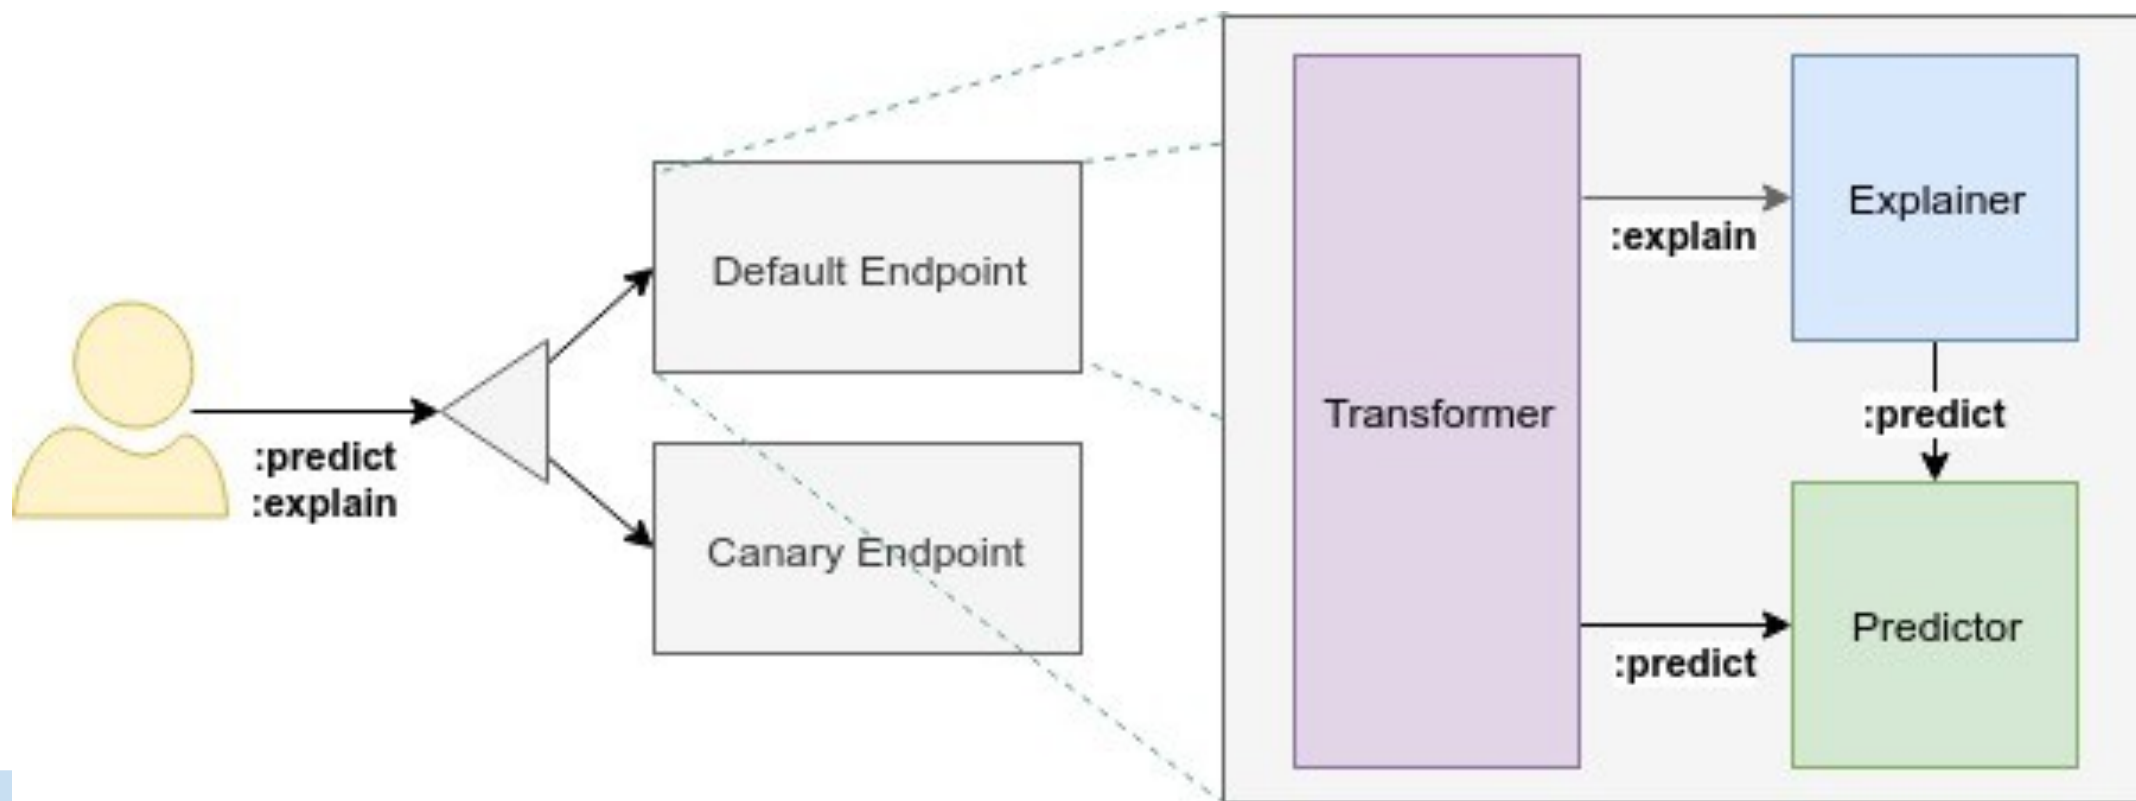 :predict
:explain
Default Endpoint
Canary Endpoint
Transformer
:explain
Explainer
:predict
:predict
Predictor